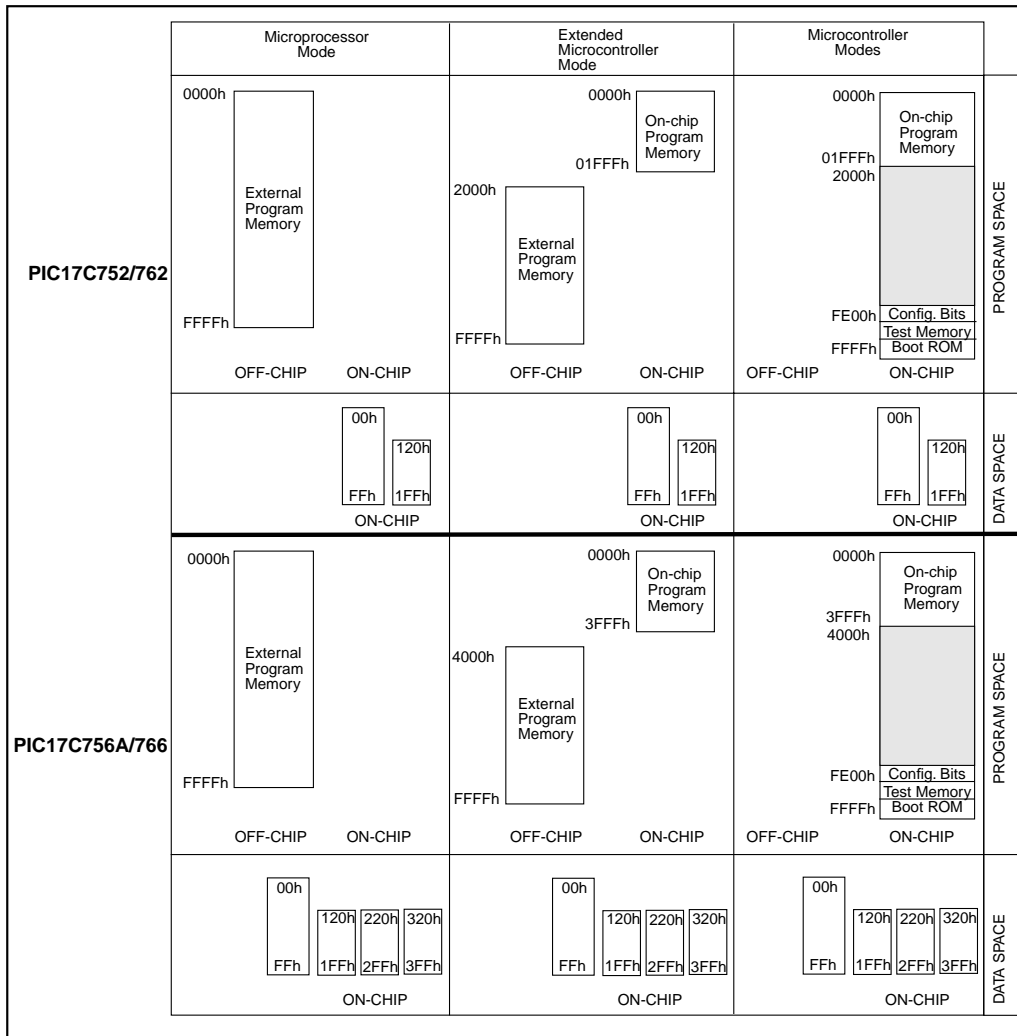 Microprocessor
Mode
Extended
Microcontroller
Mode
Microcontroller
Modes
PIC17C752/762
0000h
External
Program
Memory
FFFFh
OFF-CHIP ON-CHIP
0000h
On-chip
Program
Memory
01FFFh
2000h
External
Program
Memory
FFFFh
OFF-CHIP ON-CHIP
0000h
On-chip
Program
Memory
01FFFh
2000h
FE00h Config. Bits
Test Memory
FFFFh Boot ROM
OFF-CHIP ON-CHIP
PROGRAM SPACE
00h
120h
FFh 1FFh
ON-CHIP
00h
120h
FFh 1FFh
ON-CHIP
00h
120h
FFh 1FFh
ON-CHIP
DATA SPACE
PIC17C756A/766
0000h
External
Program
Memory
FFFFh
OFF-CHIP ON-CHIP
0000h
On-chip
Program
Memory
3FFFh
4000h
External
Program
Memory
FFFFh
OFF-CHIP ON-CHIP
0000h
On-chip
Program
Memory
3FFFh
4000h
FE00h Config. Bits
Test Memory
FFFFh Boot ROM
OFF-CHIP ON-CHIP
PROGRAM SPACE
00h
120h 220h 320h
FFh 1FFh 2FFh 3FFh
ON-CHIP
00h
120h 220h 320h
FFh 1FFh 2FFh 3FFh
ON-CHIP
00h
120h 220h 320h
FFh 1FFh 2FFh 3FFh
ON-CHIP
DATA SPACE